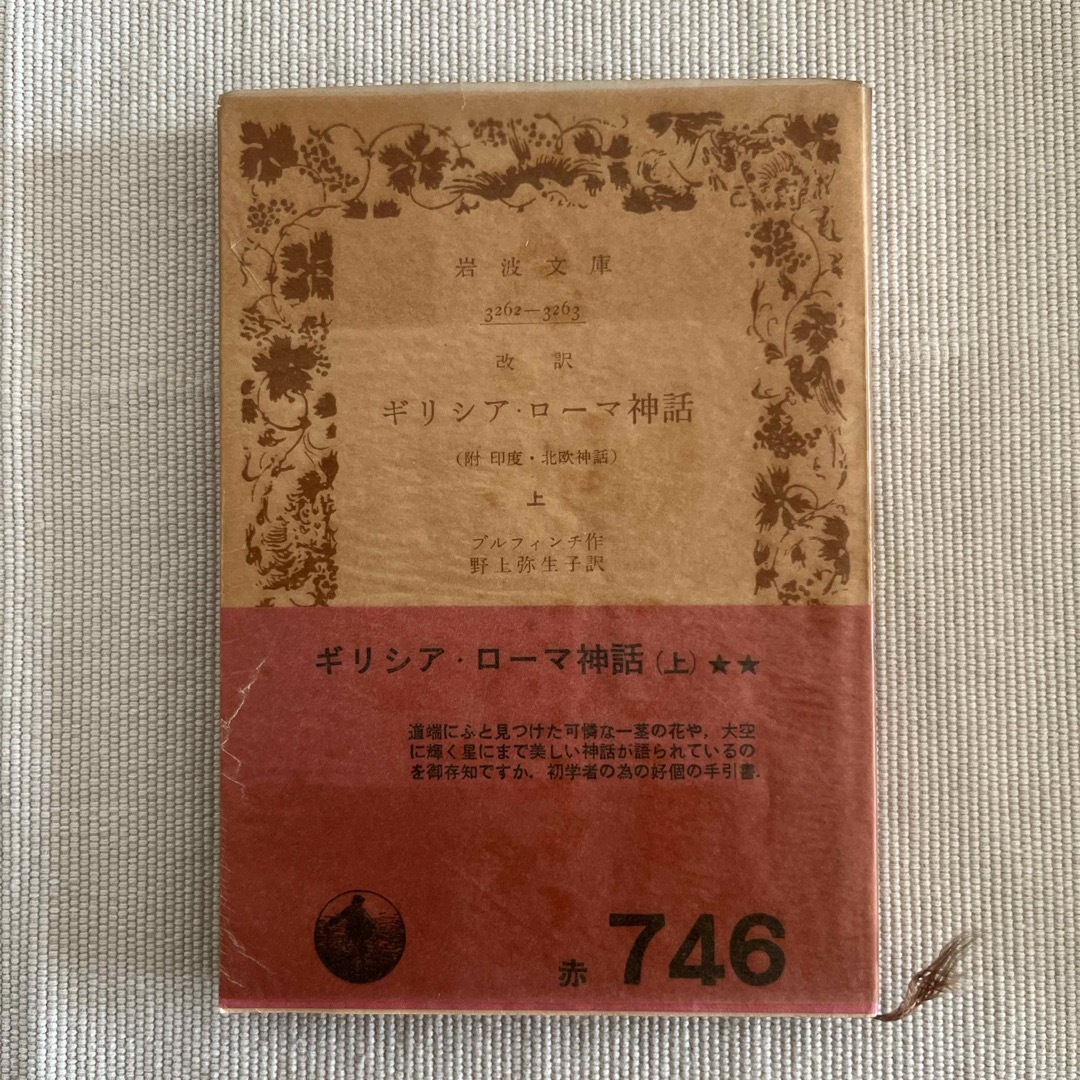 岩波文庫
3262—3263
改訳
ギリシア・ローマ神話
(附 印度・北欧神話)
上
ブルフィンチ作
野上弥生子訳
ギリシア・ローマ神話(上)★★
道端にふと見つけた可憐な一茎の花や,大空
に輝く星にまで美しい神話が語られているの
を御存知ですか.初学者の為の好個の手引書.
赤 746